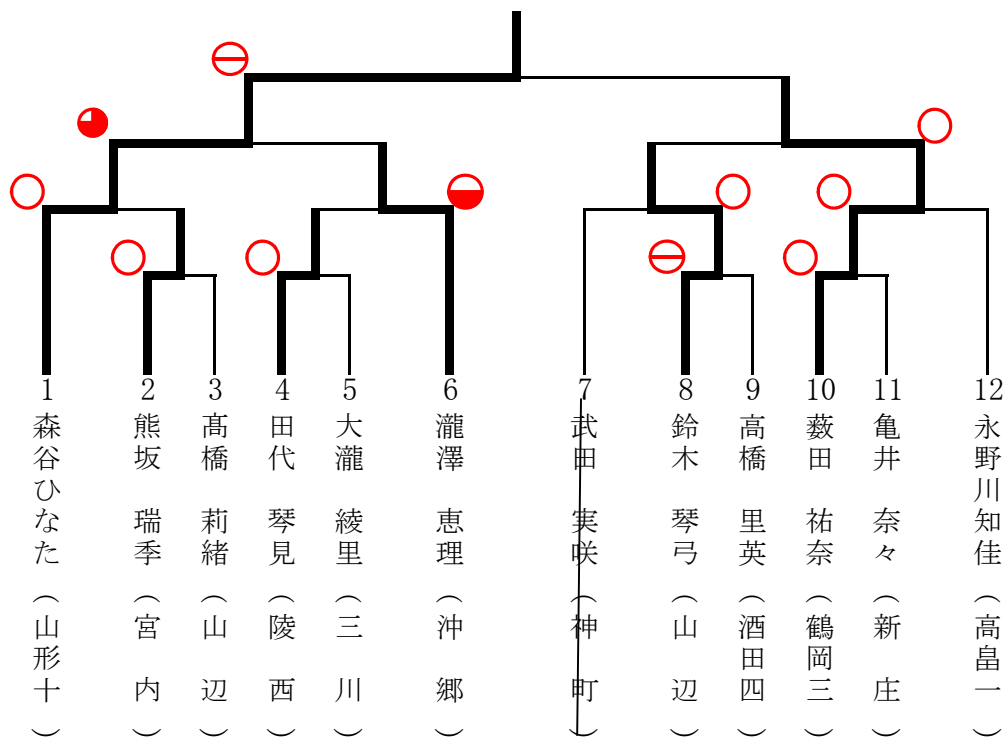 1 森谷ひなた（山形十）
2 熊坂 瑞季（宮 内）
3 髙橋 莉緒（山 辺）
4 田代 琴見（陵 西）
5 大瀧 綾里（三 川）
6 瀧澤 恵理（沖 郷）
7 武田 実咲（神 町）
8 鈴木 琴弓（山 辺）
9 高橋 里英（酒田四）
10 薮田 祐奈（鶴岡三）
11 亀井 奈々（新 庄）
12 永野川知佳（高畠一）